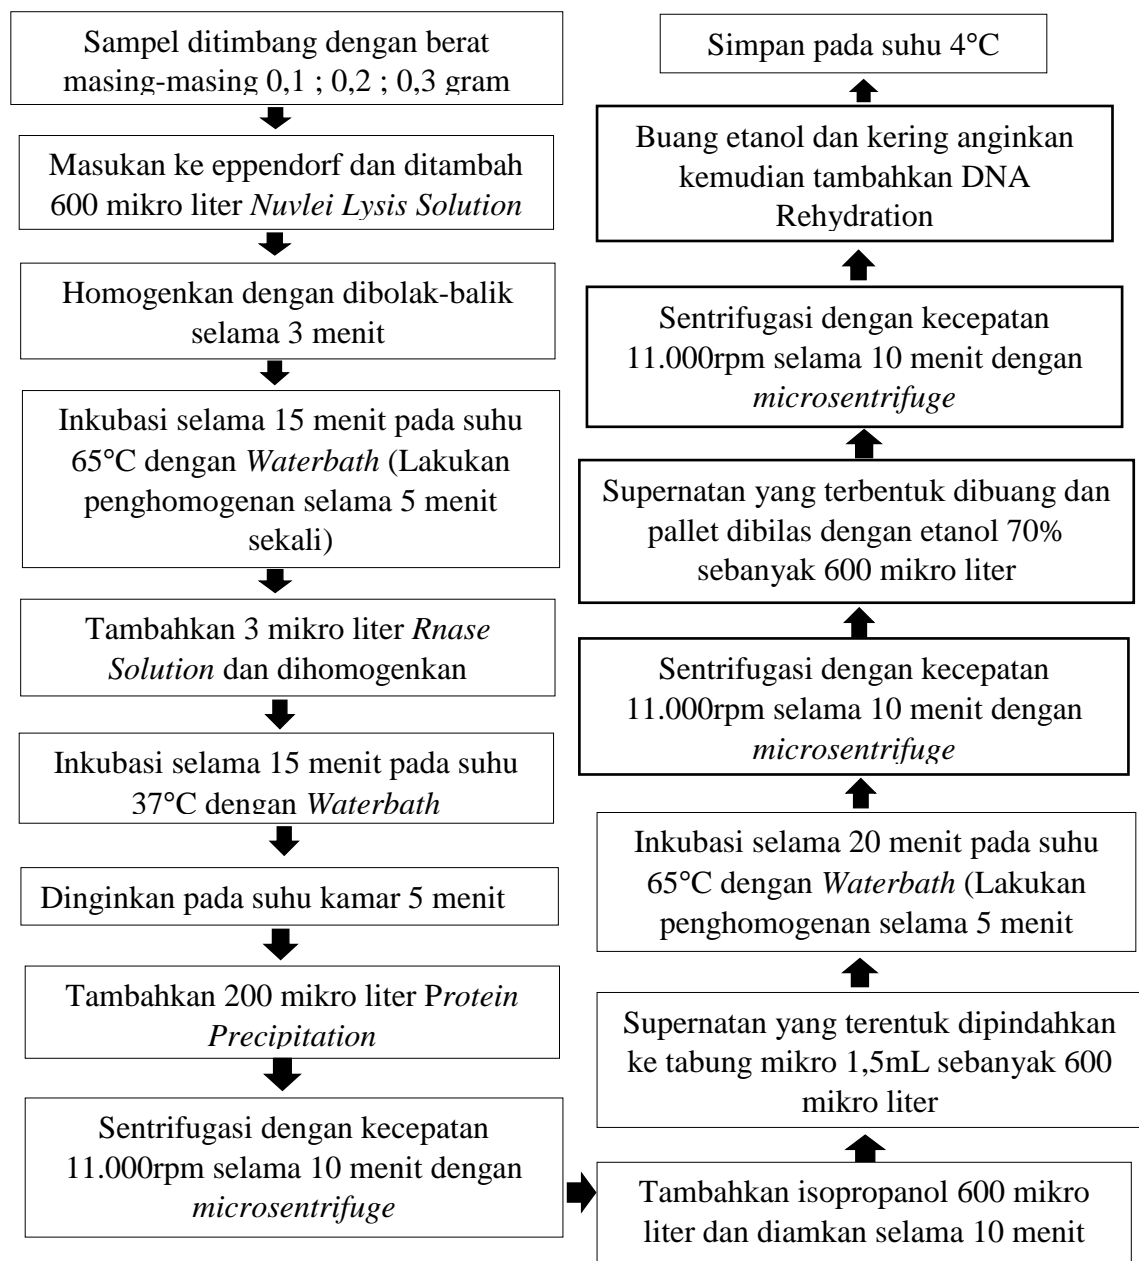 Sampel ditimbang dengan berat
masing-masing 0,1 ; 0,2 ; 0,3 gram
Masukan ke eppendorf dan ditambah
600 mikro liter Nuvlei Lysis Solution
Homogenkan dengan dibolak-balik
selama 3 menit
Inkubasi selama 15 menit pada suhu
65°C dengan Waterbath (Lakukan
penghomogenan selama 5 menit
sekali)
Tambahkan 3 mikro liter Rnase
Solution dan dihomogenkan
Inkubasi selama 15 menit pada suhu
37°C dengan Waterbath
Dinginkan pada suhu kamar 5 menit
Tambahkan 200 mikro liter Protein
Precipitation
Sentrifugasi dengan kecepatan
11.000rpm selama 10 menit dengan
microsentrifuge
Tambahkan isopropanol 600 mikro
liter dan diamkan selama 10 menit
Supernatan yang terentuk dipindahkan
ke tabung mikro 1,5mL sebanyak 600
mikro liter
Inkubasi selama 20 menit pada suhu
65°C dengan Waterbath (Lakukan
penghomogenan selama 5 menit
Sentrifugasi dengan kecepatan
11.000rpm selama 10 menit dengan
microsentrifuge
Supernatan yang terbentuk dibuang dan
pallet dibilas dengan etanol 70%
sebanyak 600 mikro liter
Sentrifugasi dengan kecepatan
11.000rpm selama 10 menit dengan
microsentrifuge
Buang etanol dan kering anginkan
kemudian tambahkan DNA
Rehydration
Simpan pada suhu 4°C